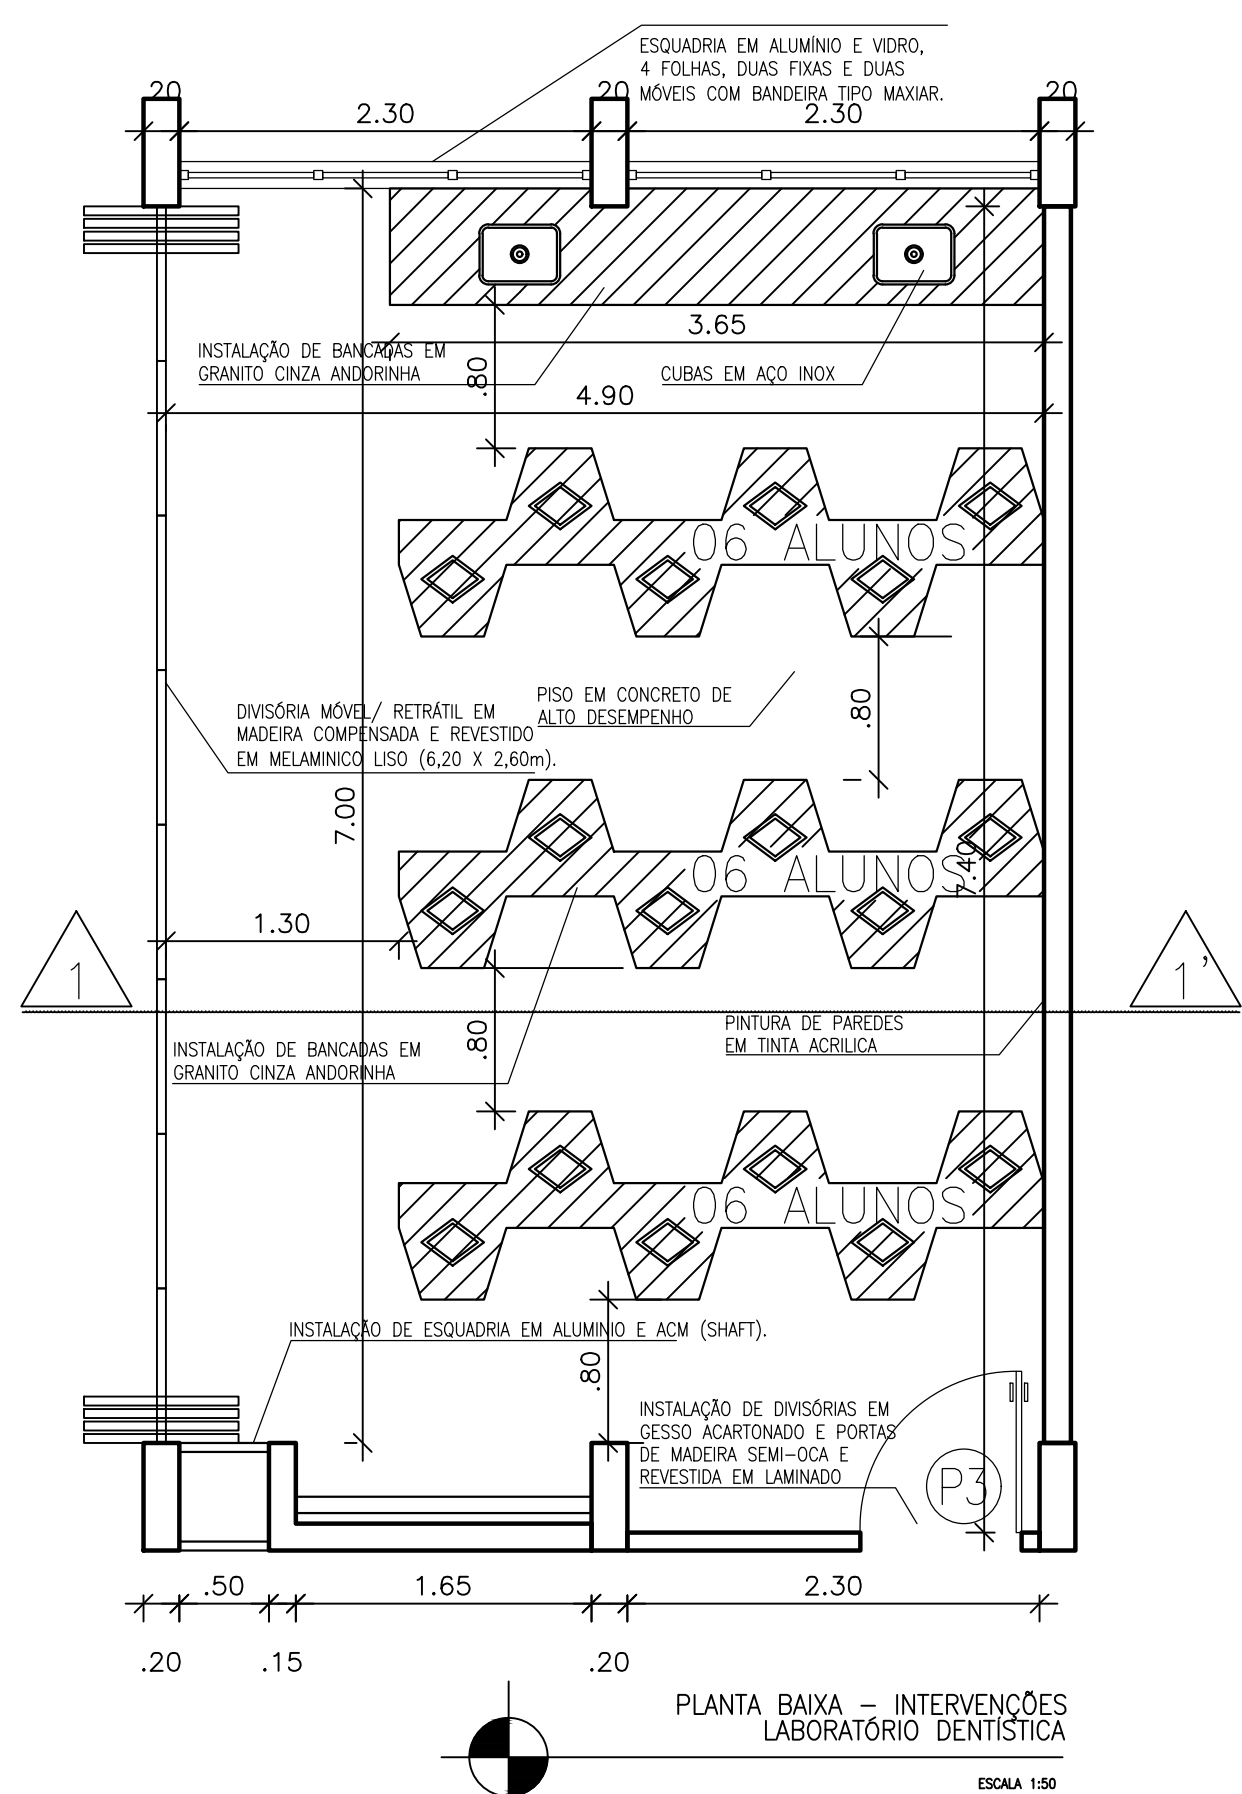 ESQUADRIA EM ALUMÍNIO E VIDRO,
4 FOLHAS, DUAS FIXAS E DUAS
MÓVEIS COM BANDEIRA TIPO MAXIAR.
20
20
20
2.30
2.30
3.65
INSTALAÇÃO DE BANCADAS EM
GRANITO CINZA ANDORINHA
.80
CUBAS EM AÇO INOX
4.90
06 ALUNOS
PISO EM CONCRETO DE
ALTO DESEMPENHO
.80
DIVISÓRIA MÓVEL/ RETRÁTIL EM
MADEIRA COMPENSADA E REVESTIDO
EM MELAMINICO LISO (6,20 X 2,60m).
7.00
06 ALUNOS
7.40
1.30
1
1'
PINTURA DE PAREDES
EM TINTA ACRILICA
INSTALAÇÃO DE BANCADAS EM
GRANITO CINZA ANDORINHA
.80
06 ALUNOS
INSTALAÇÃO DE ESQUADRIA EM ALUMINIO E ACM (SHAFT).
.80
INSTALAÇÃO DE DIVISÓRIAS EM
GESSO ACARTONADO E PORTAS
DE MADEIRA SEMI-OCA E
REVESTIDA EM LAMINADO
P3
.50
1.65
2.30
.20
.15
.20
PLANTA BAIXA – INTERVENÇÕES
LABORATÓRIO DENTÍSTICA
ESCALA 1:50